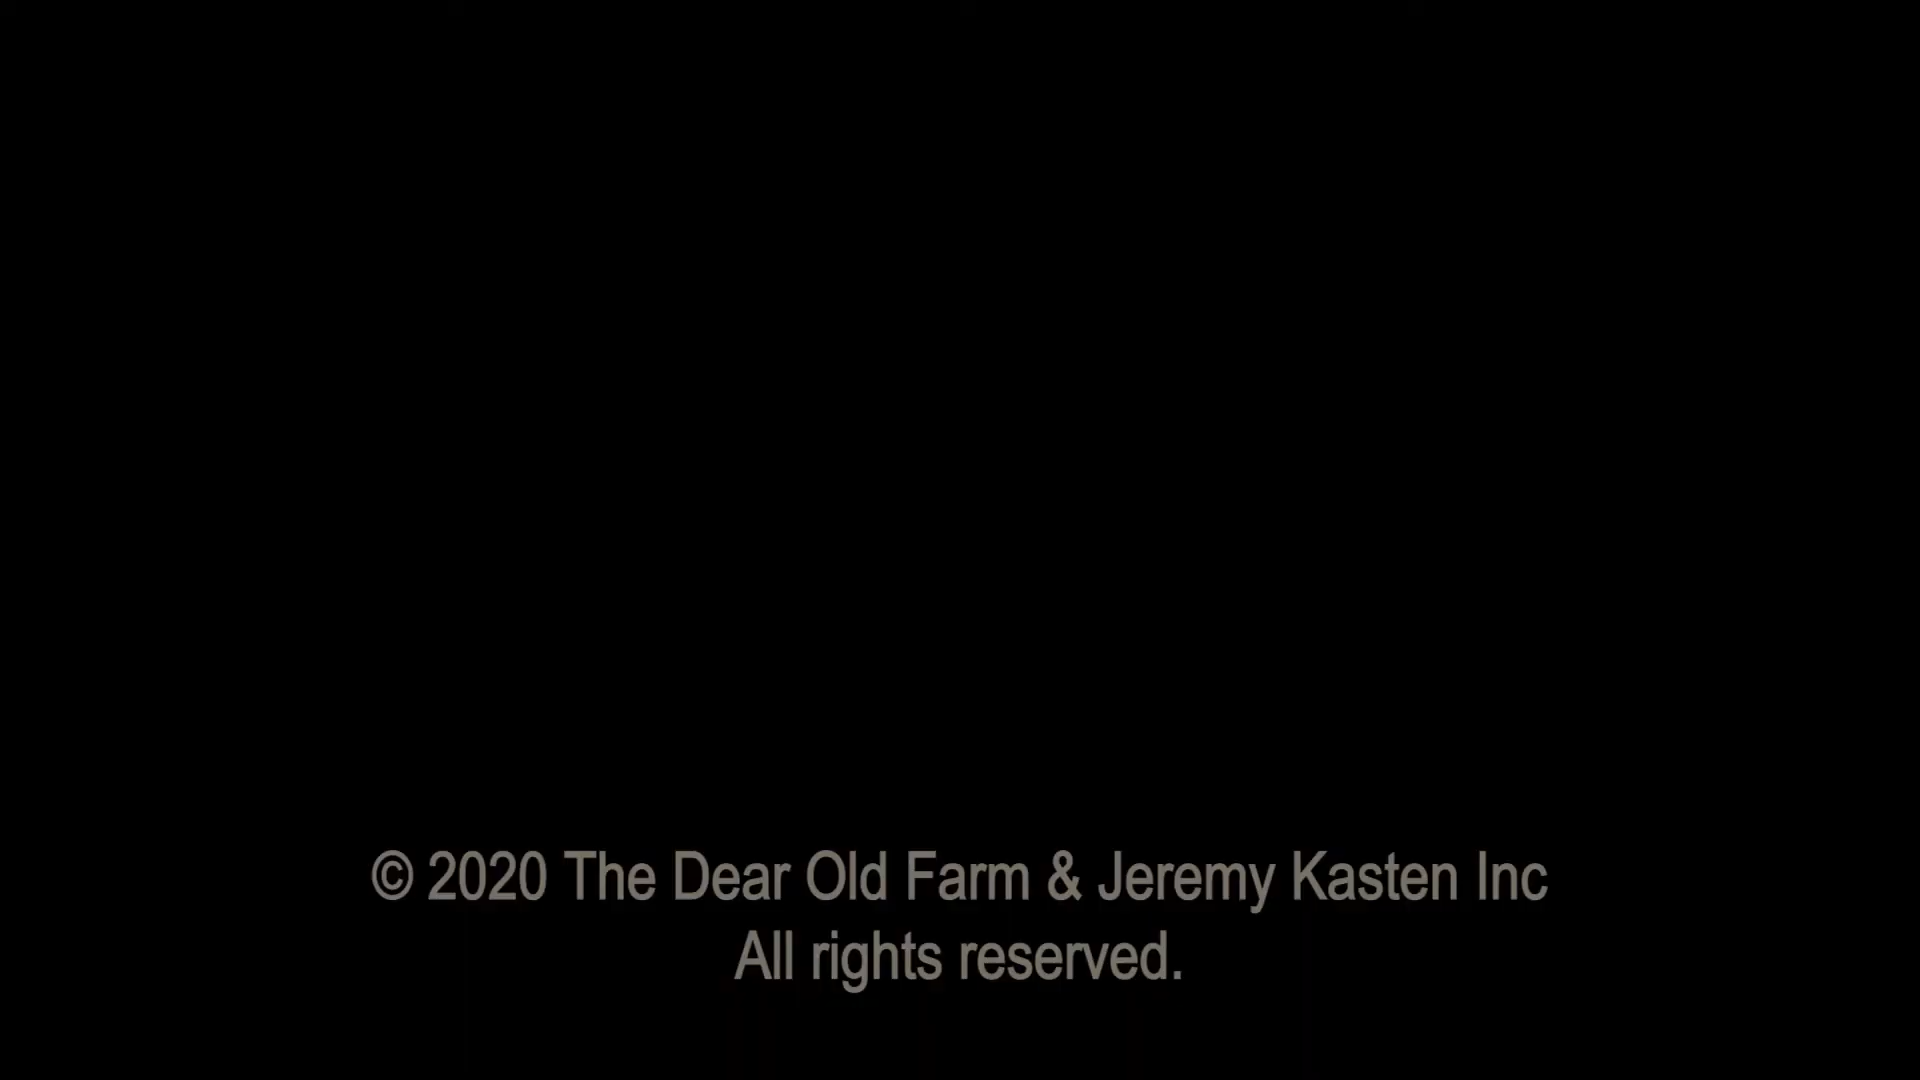 © 2020 The Dear Old Farm & Jeremy Kasten Inc
All rights reserved.